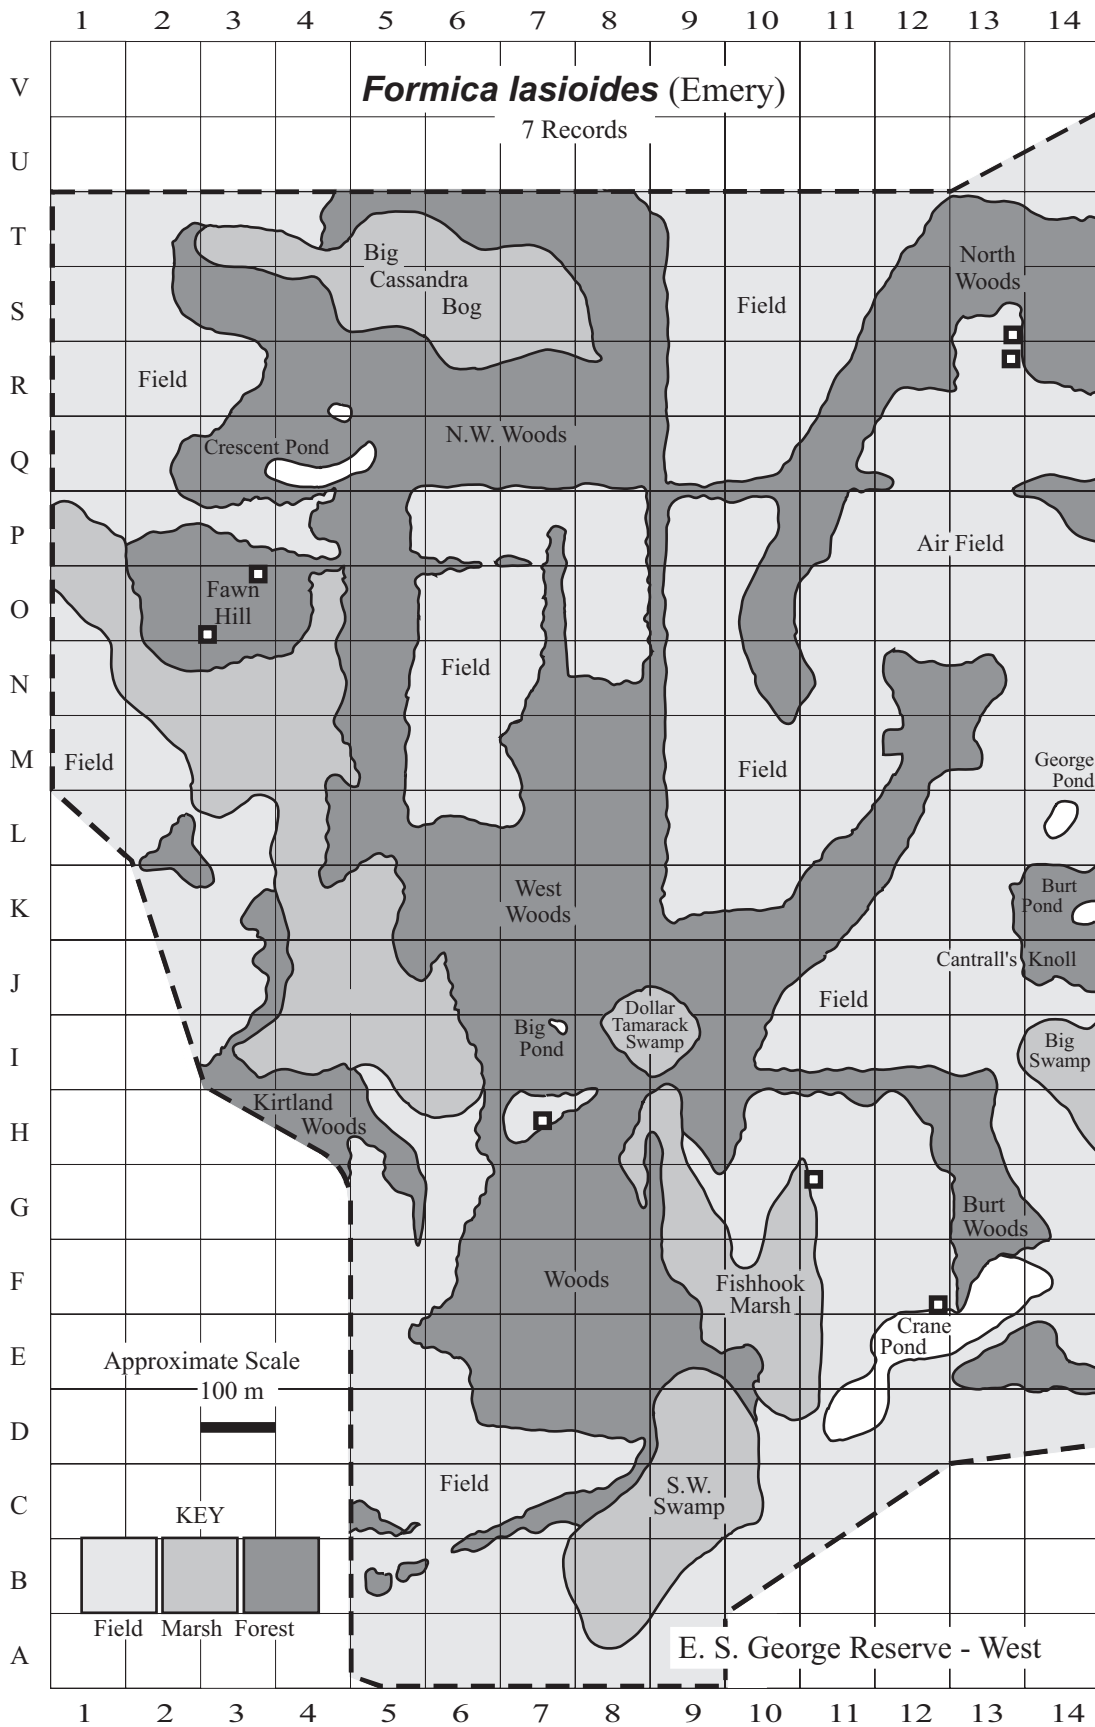 1 2 3 4 5 6 7 8 9 10 11 12 13 14
V
Formica lasioides (Emery)
7 Records
U
T
Big
Cassandra
Bog
North
Woods
S
Field
R
Field
N.W. Woods
Crescent Pond
Q
P
Air Field
O
Fawn
Hill
N
Field
M
Field
Field
George
Pond
L
K
West
Woods
Burt
Pond
J
Cantrall's Knoll
Field
Dollar
Tamarack
Swamp
I
Big
Pond
Big
Swamp
H
Kirtland
Woods
G
Burt
Woods
F
Woods
Fishhook
Marsh
E
Crane
Pond
Approximate Scale
100 m
D
C
Field
S.W.
Swamp
KEY
B
Field Marsh Forest
A
E. S. George Reserve - West
1 2 3 4 5 6 7 8 9 10 11 12 13 14